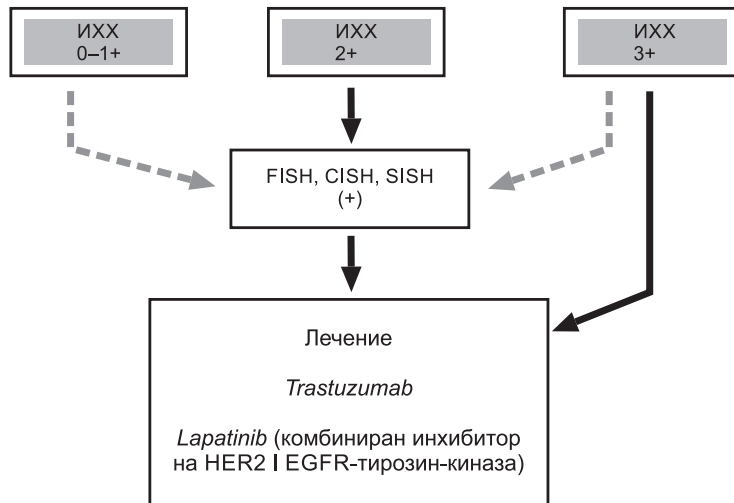 ИХХ
0–1+
ИХХ
2+
ИХХ
3+
FISH, CISH, SISH
(+)
Лечение
Trastuzumab
Lapatinib (комбиниран инхибитор
на HER2 I EGFR-тирозин-киназа)